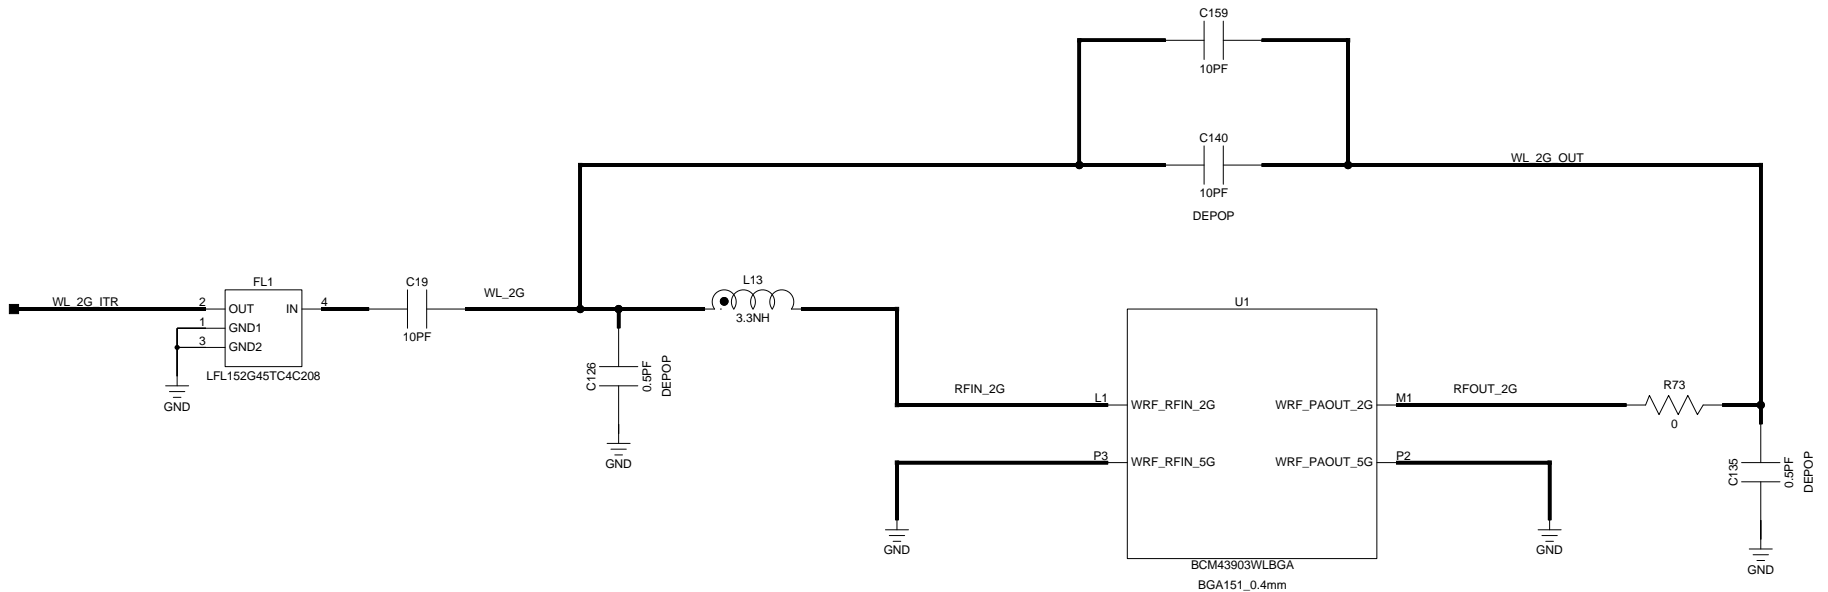 C159
10PF
C140
10PF
DEPOP
WL_2G_OUT
WL_2G_ITR
FL1
2
OUT
IN
4
1
GND1
3
GND2
LFL152G45TC4C208
GND
C19
10PF
WL_2G
L13
3.3NH
C126
0.5PF
DEPOP
GND
RFIN_2G
U1
L1
WRF_RFIN_2G
WRF_PAOUT_2G
M1
P3
WRF_RFIN_5G
WRF_PAOUT_5G
P2
BCM43903WLBGA
BGA151_0.4mm
GND
GND
RFOUT_2G
R73
0
C135
0.5PF
DEPOP
GND